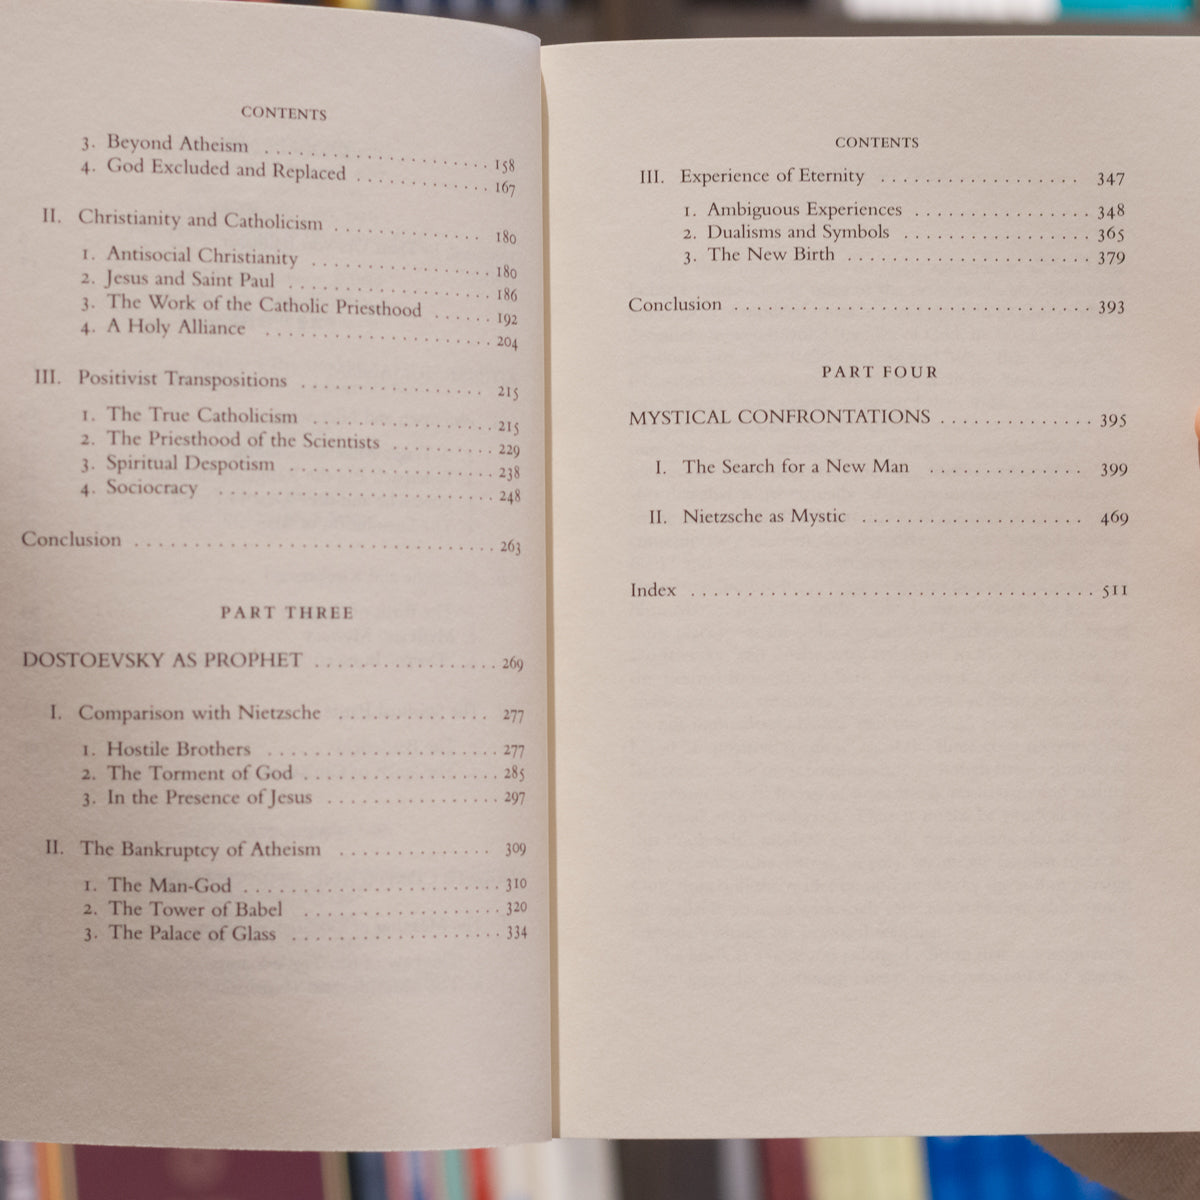 CONTENTS
3. Beyond Atheism . . . . . . . . . . . . . . . . . . . . . 158
4. God Excluded and Replaced . . . . . . . . . . . . 167
II. Christianity and Catholicism . . . . . . . . . . . . . 180
1. Antisocial Christianity . . . . . . . . . . . . . . . . 180
2. Jesus and Saint Paul . . . . . . . . . . . . . . . . . . 186
3. The Work of the Catholic Priesthood . . . . . . 192
4. A Holy Alliance . . . . . . . . . . . . . . . . . . . . 204
III. Positivist Transpositions . . . . . . . . . . . . . . . . 215
1. The True Catholicism . . . . . . . . . . . . . . . . 215
2. The Priesthood of the Scientists . . . . . . . . . 229
3. Spiritual Despotism . . . . . . . . . . . . . . . . . . 238
4. Sociocracy . . . . . . . . . . . . . . . . . . . . . . . . 248
Conclusion . . . . . . . . . . . . . . . . . . . . . . . . . . . . . . . 263
PART THREE
DOSTOEVSKY AS PROPHET . . . . . . . . . . . . . . . . 269
I. Comparison with Nietzsche . . . . . . . . . . . . . 277
1. Hostile Brothers . . . . . . . . . . . . . . . . . . . . 277
2. The Torment of God . . . . . . . . . . . . . . . . . 285
3. In the Presence of Jesus . . . . . . . . . . . . . . . 297
II. The Bankruptcy of Atheism . . . . . . . . . . . . . 309
1. The Man-God . . . . . . . . . . . . . . . . . . . . . . 310
2. The Tower of Babel . . . . . . . . . . . . . . . . . 320
3. The Palace of Glass . . . . . . . . . . . . . . . . . . 334
CONTENTS
III. Experience of Eternity . . . . . . . . . . . . . . . . . 347
1. Ambiguous Experiences . . . . . . . . . . . . . . . 348
2. Dualisms and Symbols . . . . . . . . . . . . . . . . 365
3. The New Birth . . . . . . . . . . . . . . . . . . . . . 379
Conclusion . . . . . . . . . . . . . . . . . . . . . . . . . . . . . . 393
PART FOUR
MYSTICAL CONFRONTATIONS . . . . . . . . . . . . . 395
I. The Search for a New Man . . . . . . . . . . . . . 399
II. Nietzsche as Mystic . . . . . . . . . . . . . . . . . . . 469
Index . . . . . . . . . . . . . . . . . . . . . . . . . . . . . . . . . . 511